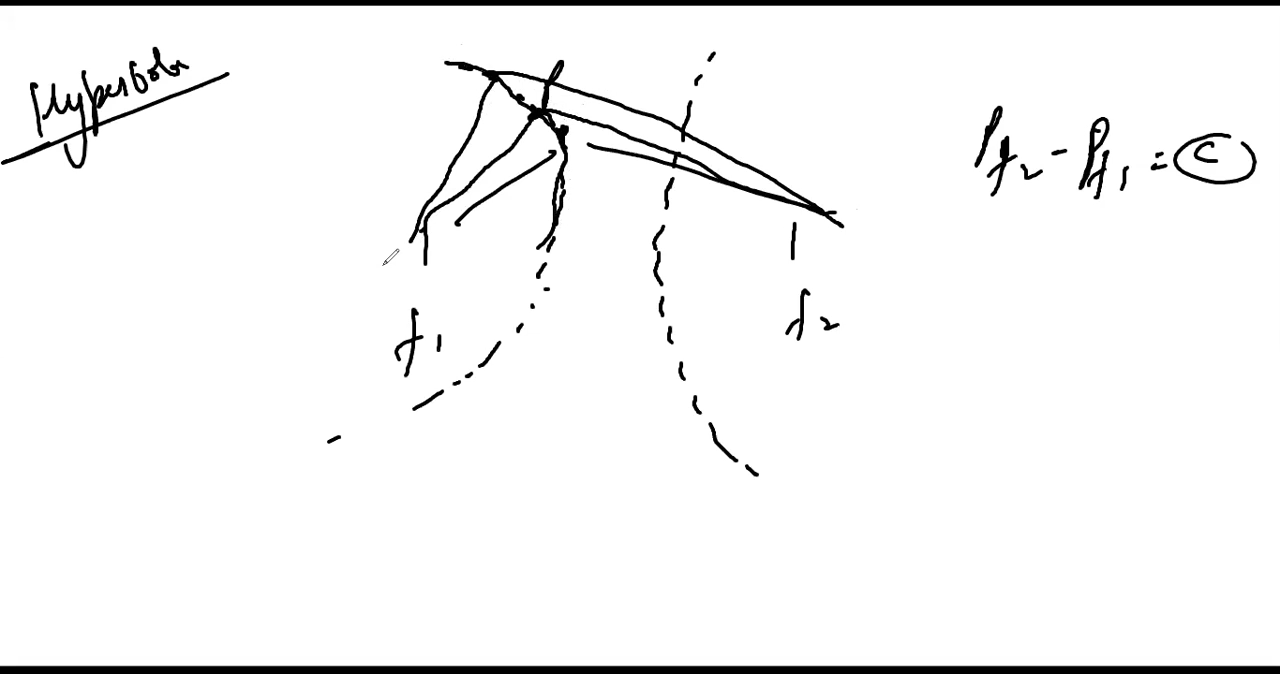 Hyperbola
P
Pf₂ - Pf₁ = C
f₁
f₂